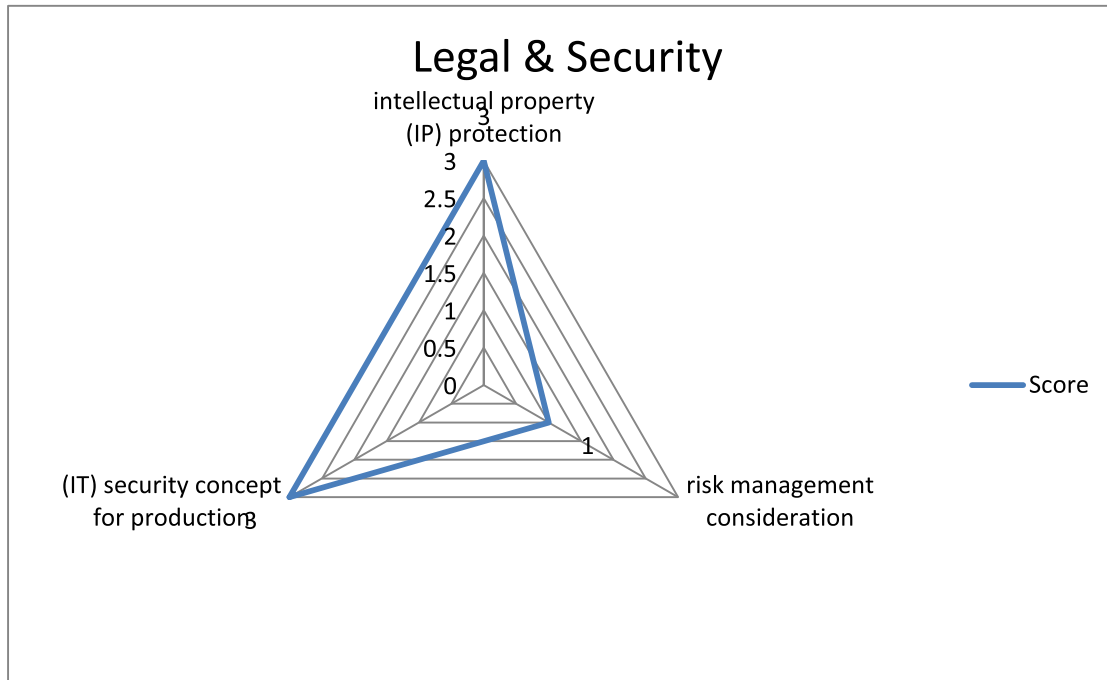 Legal & Security
intellectual property
3
(IP) protection
3
2.5
2
1.5
1
0.5
0
Score
1
(IT) security concept
for production
3
risk management
consideration